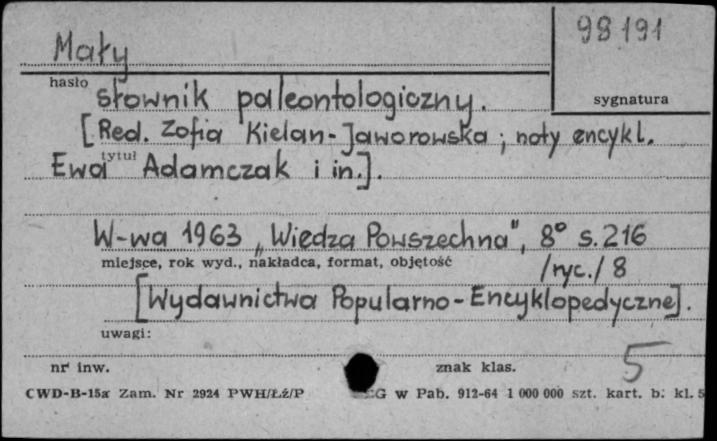 98191
Mały
hasło
sygnatura
słownik paleontologiczny.
[Red. Zofia Kielan-Jaworowska; noty encykl.
tytuł
Ewa Adamczak i in.].
W-wa 1963 „Wiedza Powszechna", 8° s. 216
miejsce, rok wyd., nakładca, format, objętość
/ryc./ 8
[Wydawnictwa Popularno-Encyklopedyczne].
uwagi:
nr inw.
znak klas.
5
CWD-B-15a Zam. Nr 2924 PWH/Łź/P G w Pab. 912-64 1 000 000 szt. kart. b. kl. 5